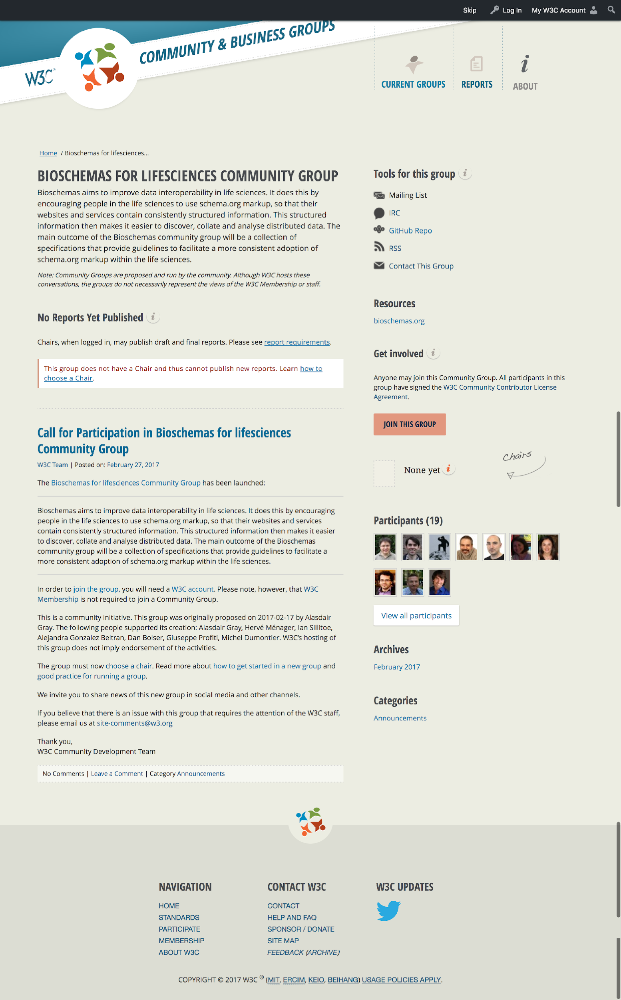 Skip Log In My W3C Account
W3C®
COMMUNITY & BUSINESS GROUPS
CURRENT GROUPS
REPORTS
i
ABOUT
Home / Bioschemas for lifesciences...
BIOSCHEMAS FOR LIFESCIENCES COMMUNITY GROUP
Bioschemas aims to improve data interoperability in life sciences. It does this by
encouraging people in the life sciences to use schema.org markup, so that their
websites and services contain consistently structured information. This structured
information then makes it easier to discover, collate and analyse distributed data. The
main outcome of the Bioschemas community group will be a collection of
specifications that provide guidelines to facilitate a more consistent adoption of
schema.org markup within the life sciences.
Note: Community Groups are proposed and run by the community. Although W3C hosts these
conversations, the groups do not necessarily represent the views of the W3C Membership or staff.
No Reports Yet Published i
Chairs, when logged in, may publish draft and final reports. Please see report requirements.
This group does not have a Chair and thus cannot publish new reports. Learn how to
choose a Chair.
Call for Participation in Bioschemas for lifesciences
Community Group
W3C Team | Posted on: February 27, 2017
The Bioschemas for lifesciences Community Group has been launched:
Bioschemas aims to improve data interoperability in life sciences. It does this by encouraging
people in the life sciences to use schema.org markup, so that their websites and services
contain consistently structured information. This structured information then makes it easier
to discover, collate and analyse distributed data. The main outcome of the Bioschemas
community group will be a collection of specifications that provide guidelines to facilitate a
more consistent adoption of schema.org markup within the life sciences.
In order to join the group, you will need a W3C account. Please note, however, that W3C
Membership is not required to join a Community Group.
This is a community initiative. This group was originally proposed on 2017-02-17 by Alasdair
Gray. The following people supported its creation: Alasdair Gray, Hervé Ménager, Ian Sillitoe,
Alejandra Gonzalez Beltran, Dan Bolser, Giuseppe Profiti, Michel Dumontier. W3C's hosting of
this group does not imply endorsement of the activities.
The group must now choose a chair. Read more about how to get started in a new group and
good practice for running a group.
We invite you to share news of this new group in social media and other channels.
If you believe that there is an issue with this group that requires the attention of the W3C staff,
please email us at site-comments@w3.org
Thank you,
W3C Community Development Team
No Comments | Leave a Comment | Category Announcements
Tools for this group i
Mailing List
IRC
GitHub Repo
RSS
Contact This Group
Resources
bioschemas.org
Get involved i
Anyone may join this Community Group. All participants in this
group have signed the W3C Community Contributor License
Agreement.
JOIN THIS GROUP
Chairs
None yet i
Participants (19)
View all participants
Archives
February 2017
Categories
Announcements
NAVIGATION
HOME
STANDARDS
PARTICIPATE
MEMBERSHIP
ABOUT W3C
CONTACT W3C
CONTACT
HELP AND FAQ
SPONSOR / DONATE
SITE MAP
FEEDBACK (ARCHIVE)
W3C UPDATES
COPYRIGHT © 2017 W3C ® (MIT, ERCIM, KEIO, BEIHANG) USAGE POLICIES APPLY.